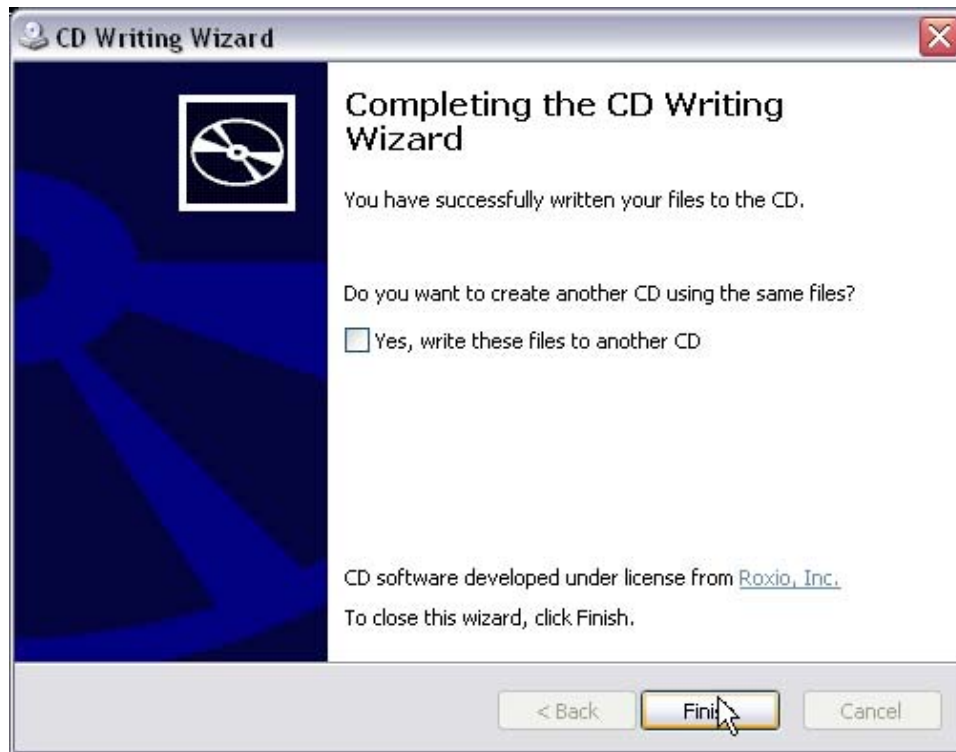 CD Writing Wizard
Completing the CD Writing
Wizard
You have successfully written your files to the CD.
Do you want to create another CD using the same files?
Yes, write these files to another CD
CD software developed under license from Roxio, Inc.
To close this wizard, click Finish.
< Back Finish Cancel